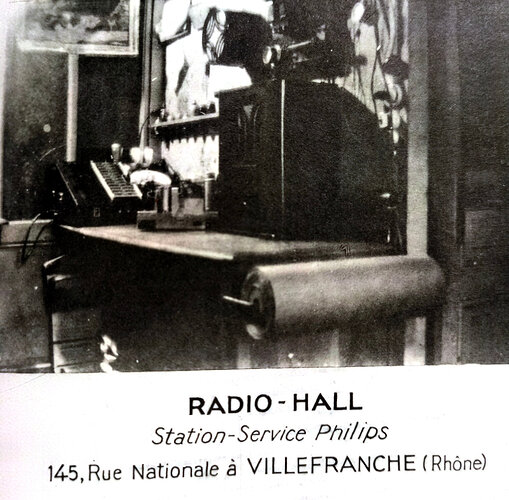 RADIO-HALL
Station-Service Philips
145, Rue Nationale à VILLEFRANCHE (Rhône)